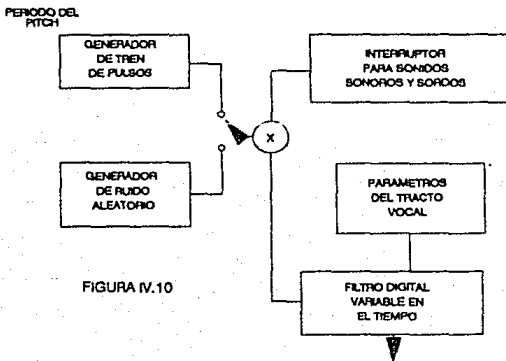 PERIODO DEL
PITCH
GENERADOR
DE TREN
DE PULSOS
INTERRUPTOR
PARA SONIDOS
SONOROS Y SORDOS
X
GENERADOR
DE RUIDO
ALEATORIO
PARAMETROS
DEL TRACTO
VOCAL
FIGURA IV.10
FILTRO DIGITAL
VARIABLE EN
EL TIEMPO